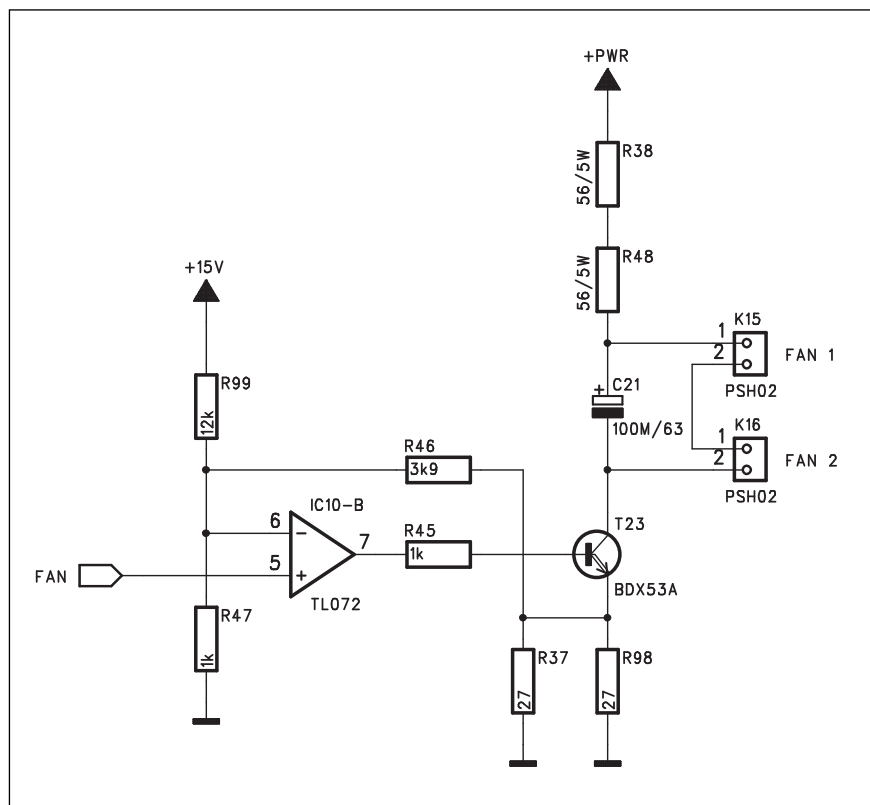 +PWR
R38
56/5W
R48
56/5W
+15V
K15
1
2
FAN 1
PSH02
R99
12k
C21
+
100M/63
K16
1
2
FAN 2
PSH02
R46
3k9
IC10-B
6
-
5
+
7
TL072
R45
1k
T23
BDX53A
FAN
R47
1k
R37
27
R98
27